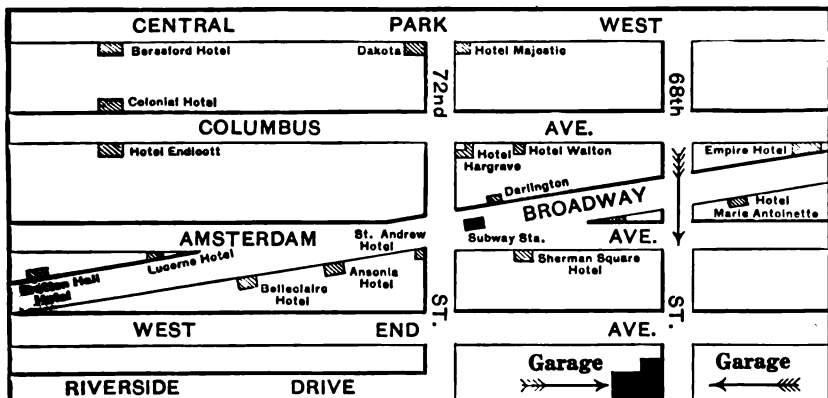 CENTRAL PARK WEST
Beresford Hotel
Dakota
Hotel Majestic
72nd
68th
Colonial Hotel
COLUMBUS AVE.
Hotel Endicott
Hotel
Hargrave
Hotel Walton
Empire Hotel
Darlington
BROADWAY
Hotel
Marie Antoinette
Subway Sta.
AMSTERDAM AVE.
St. Andrew
Hotel
Lucerne Hotel
Ansonia
Hotel
Belleclaire
Hotel
Sherman Square
Hotel
Hall
Hotel
ST.
ST.
WEST END AVE.
Garage
Garage
RIVERSIDE DRIVE